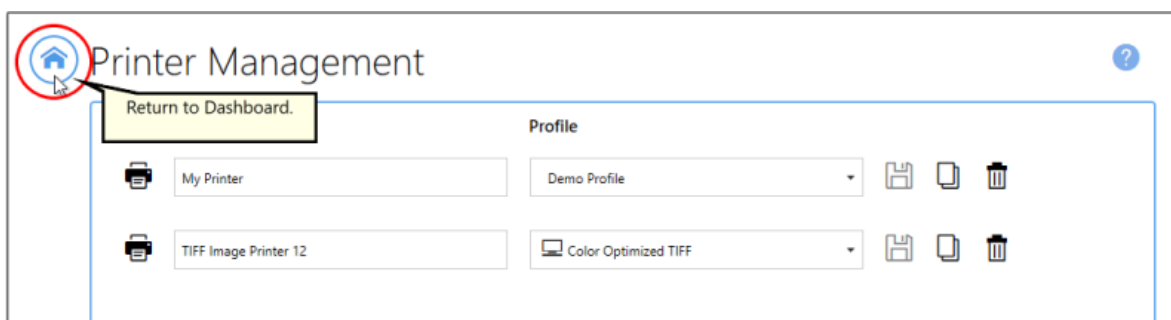 Printer Management
?
Return to Dashboard.
Profile
My Printer
Demo Profile
TIFF Image Printer 12
Color Optimized TIFF